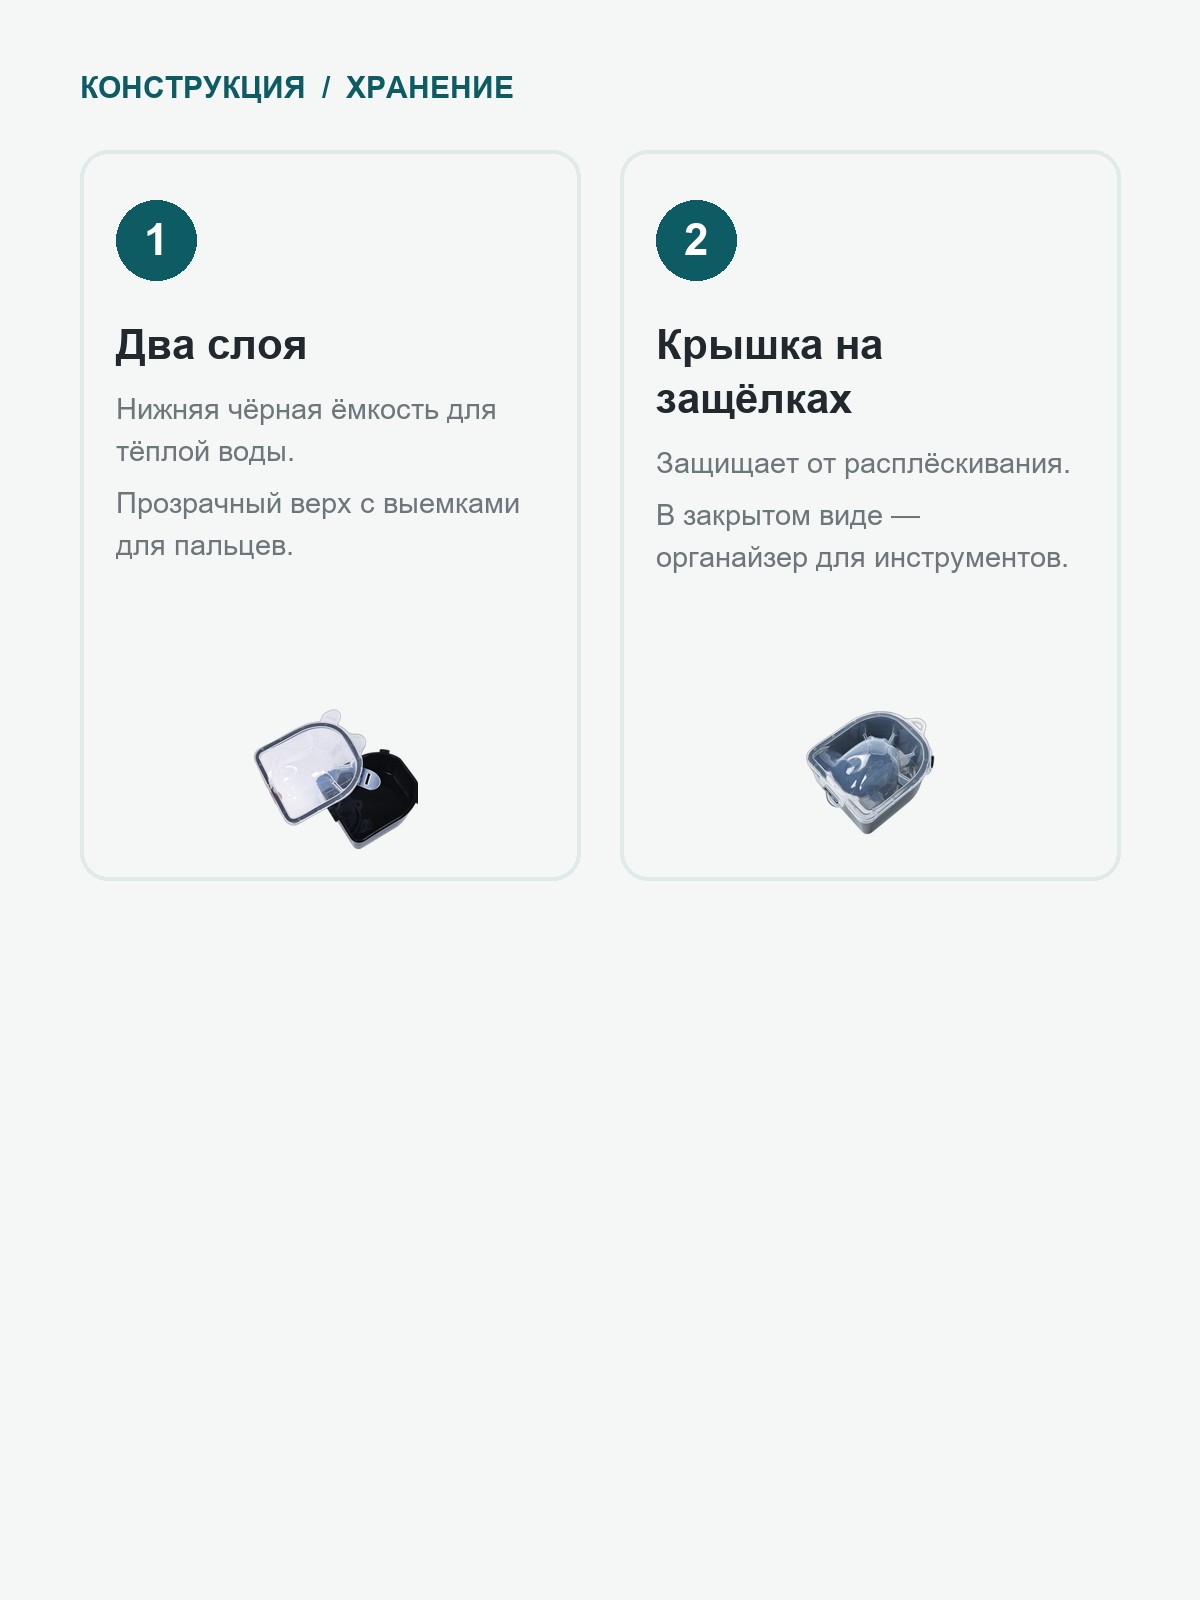 КОНСТРУКЦИЯ / ХРАНЕНИЕ
1
Два слоя
Нижняя чёрная ёмкость для
тёплой воды.
Прозрачный верх с выемками
для пальцев.
2
Крышка на
защёлках
Защищает от расплёскивания.
В закрытом виде —
органайзер для инструментов.